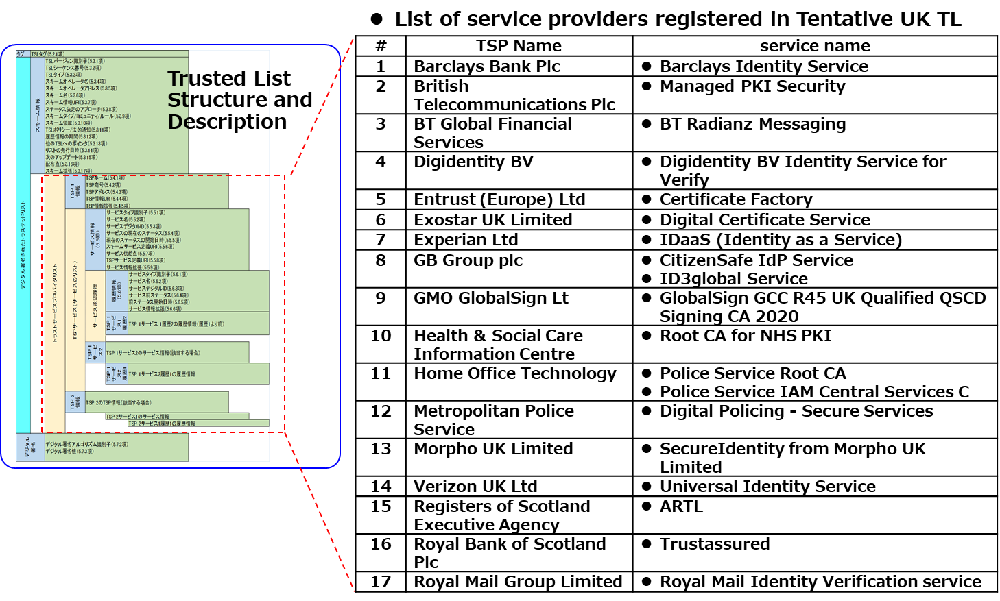 ● List of service providers registered in Tentative UK TL
Trusted List
Structure and
Description
タグ TSLタグ(5.2.1項)
デジタル署名されたトラステッドリスト
スキーム情報
TSLバージョン識別子(5.3.1項)
TSLシーケンス番号(5.3.2項)
TSLタイプ(5.3.3項)
スキームオペレータ名(5.3.4項)
スキームオペレータアドレス(5.3.5項)
スキーム名(5.3.6項)
スキーム情報URI(5.3.7項)
ステータス決定のアプローチ(5.3.8項)
スキームタイプ/コミュニティ/ルール(5.3.9項)
スキーム領域(5.3.10項)
TSLポリシー/法的通知(5.3.11項)
履歴情報の期間(5.3.12項)
他のTSLへのポインタ(5.3.13項)
リストの発行日時(5.3.14項)
次のアップデート(5.3.15項)
配布点(5.3.16項)
スキーム拡張(5.3.17項)
トラストサービスプロバイダリスト
TSP 1
情報
TSPネーム(5.4.1項)
TSP商号(5.4.2項)
TSPアドレス(5.4.3項)
TSP情報URI(5.4.4項)
TSP情報拡張(5.4.5項)
TSPサービス(サービスのリスト)
サービス情報
(5.5節)
サービスタイプ識別子(5.5.1項)
サービス名(5.5.2項)
サービスデジタルID(5.5.3項)
サービスの現在のステータス(5.5.4項)
現在のステータスの開始日時(5.5.5項)
スキームサービス定義URI(5.5.6項)
サービス供給点(5.5.7項)
TSPサービス定義URI(5.5.8項)
サービス情報拡張(5.5.9項)
サービス承認履歴
履歴情報
(5.6節)
サービスタイプ識別子(5.6.1項)
サービス名(5.6.2項)
サービスデジタルID(5.6.3項)
サービス前ステータス(5.6.4項)
前ステータス開始日時(5.6.5項)
サービス情報拡張(5.6.6項)
TSP 1
サービ
ス1
履歴2
TSP 1サービス 1履歴2の履歴情報(履歴1より前)
TSP 1
サービ
ス2
TSP 1サービス2のサービス情報(該当する場合)
TSP 1
サービ
ス2
履歴1
TSP 1サービス2履歴1の履歴情報
TSP 2
情報
TSP 2のTSP情報(該当する場合)
TSP 2サービス1のサービス情報
TSP 2サービス1履歴1の履歴情報
デジタル
署名
デジタル署名アルゴリズム識別子(5.7.2項)
デジタル署名値(5.7.3項)
# TSP Name service name
1 Barclays Bank Plc ● Barclays Identity Service
2 British ● Managed PKI Security
Telecommunications Plc
3 BT Global Financial ● BT Radianz Messaging
Services
4 Digidentity BV ● Digidentity BV Identity Service for
Verify
5 Entrust (Europe) Ltd ● Certificate Factory
6 Exostar UK Limited ● Digital Certificate Service
7 Experian Ltd ● IDaaS (Identity as a Service)
8 GB Group plc ● CitizenSafe IdP Service
● ID3global Service
9 GMO GlobalSign Lt ● GlobalSign GCC R45 UK Qualified QSCD
Signing CA 2020
10 Health & Social Care ● Root CA for NHS PKI
Information Centre
11 Home Office Technology ● Police Service Root CA
● Police Service IAM Central Services C
12 Metropolitan Police ● Digital Policing - Secure Services
Service
13 Morpho UK Limited ● SecureIdentity from Morpho UK
Limited
14 Verizon UK Ltd ● Universal Identity Service
15 Registers of Scotland ● ARTL
Executive Agency
16 Royal Bank of Scotland ● Trustassured
Plc
17 Royal Mail Group Limited ● Royal Mail Identity Verification service